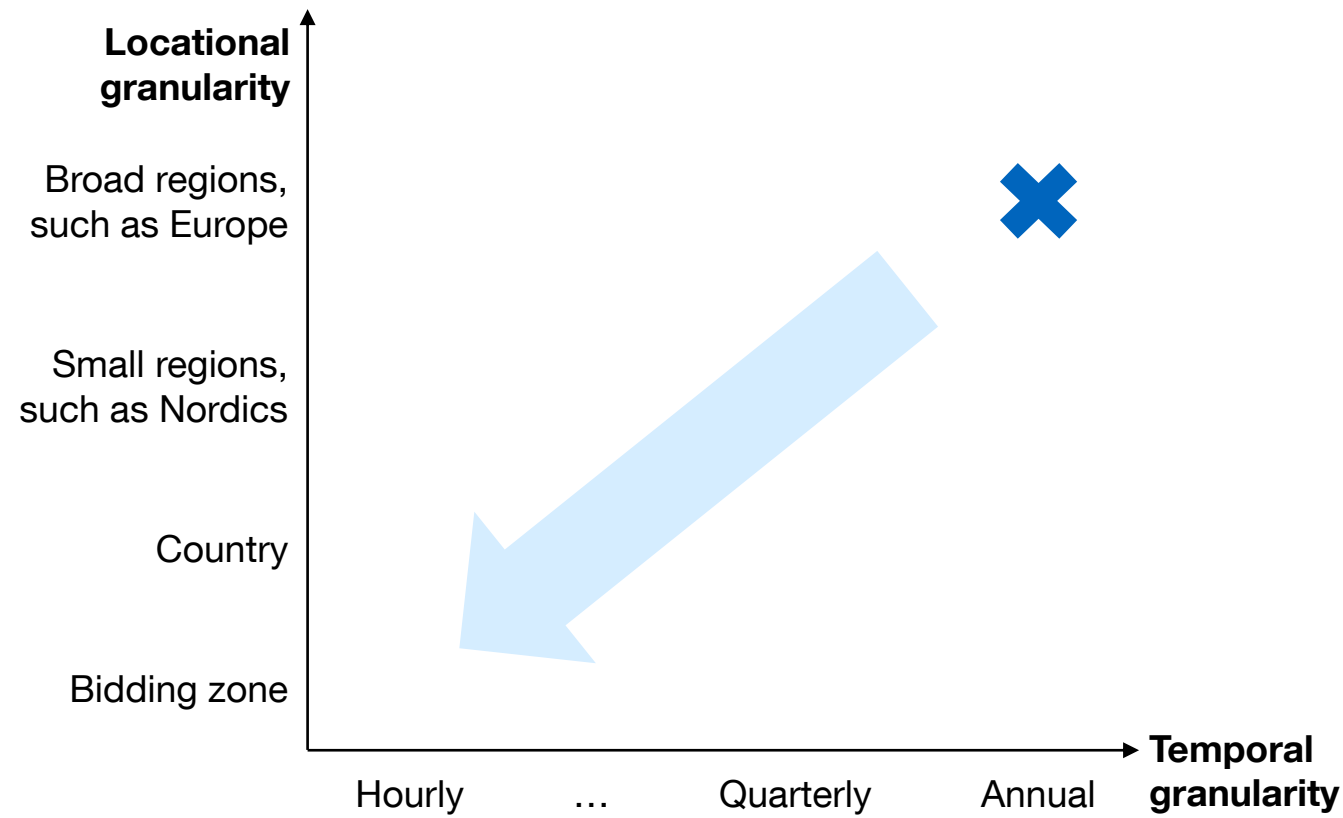 Locational
granularity
Broad regions,
such as Europe
Small regions,
such as Nordics
Country
Bidding zone
Hourly
...
Quarterly
Annual
Temporal
granularity